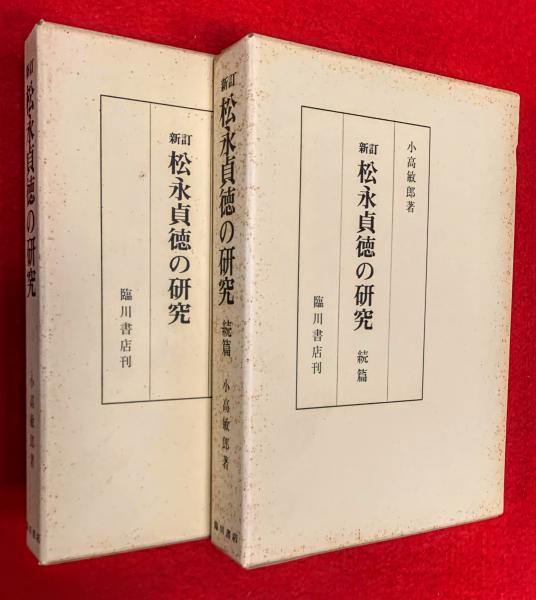 新訂 松永貞徳の研究
小高敏郎著
新訂 松永貞徳の研究
臨川書店刊
新訂 松永貞徳の研究 続篇
小高敏郎著
臨川書店
小高敏郎著
新訂 松永貞徳の研究 続篇
臨川書店刊